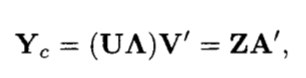 Y_c = (UΛ)V′ = ZA′,